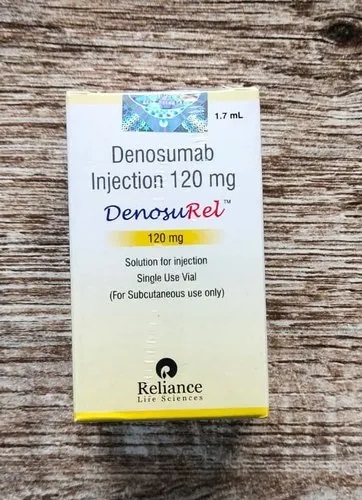 1.7 mL
Denosumab
Injection 120 mg
DenosuRel™
120 mg
Solution for injection
Single Use Vial
(For Subcutaneous use only)
Reliance
Life Sciences